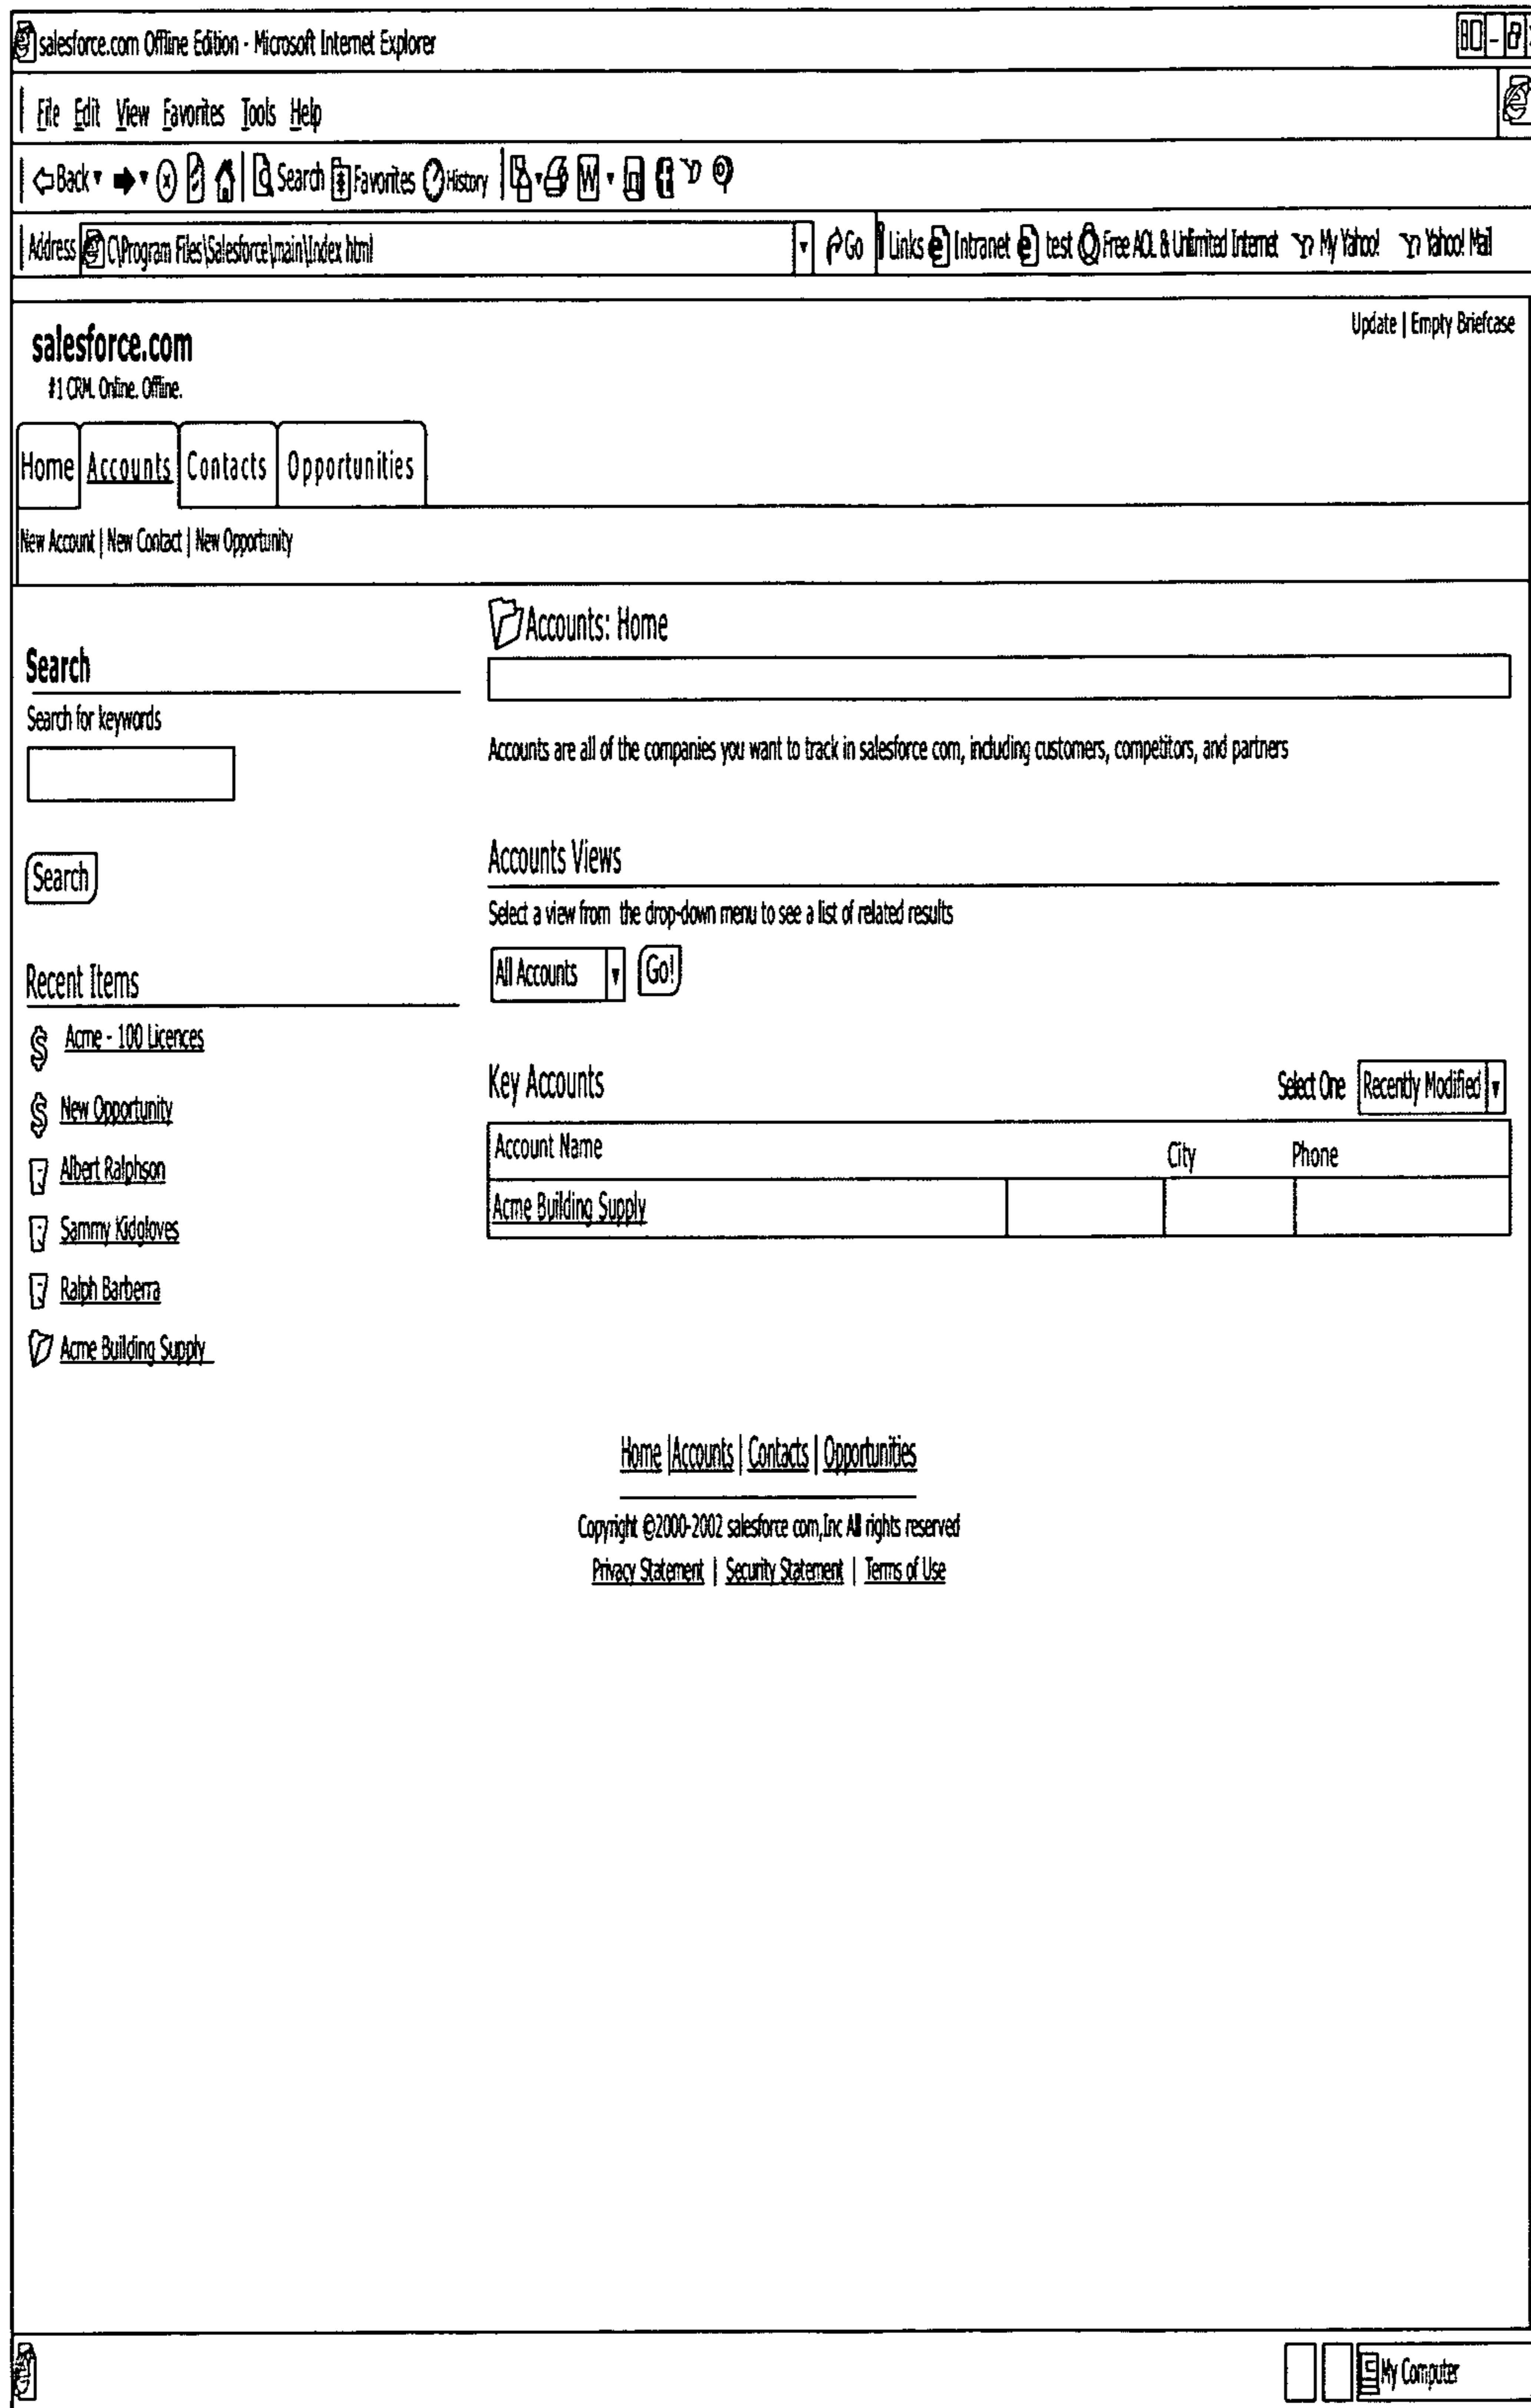 salesforce.com Offline Edition - Microsoft Internet Explorer
File Edit View Favorites Tools Help
Back Search Favorites History W
Address C\Program Files\Salesforce\main\Index html Go Links Intranet test Free AOL & Unlimited Internet My Yahoo! Yahoo! Mail
Update | Empty Briefcase
salesforce.com
#1 CRM. Online. Offline.
Home Accounts Contacts Opportunities
New Account | New Contact | New Opportunity
Accounts: Home
Search
Search for keywords
Accounts are all of the companies you want to track in salesforce com, including customers, competitors, and partners
Search
Accounts Views
Select a view from the drop-down menu to see a list of related results
All Accounts Go!
Recent Items
$ Acme - 100 Licences
$ New Opportunity
Albert Ralphson
Sammy Kidgloves
Ralph Barberra
Acme Building Supply
Key Accounts Select One Recently Modified
Account Name City Phone
Acme Building Supply
Home |Accounts | Contacts | Opportunities
Copyright ©2000-2002 salesforce com,Inc All rights reserved
Privacy Statement | Security Statement | Terms of Use
My Computer